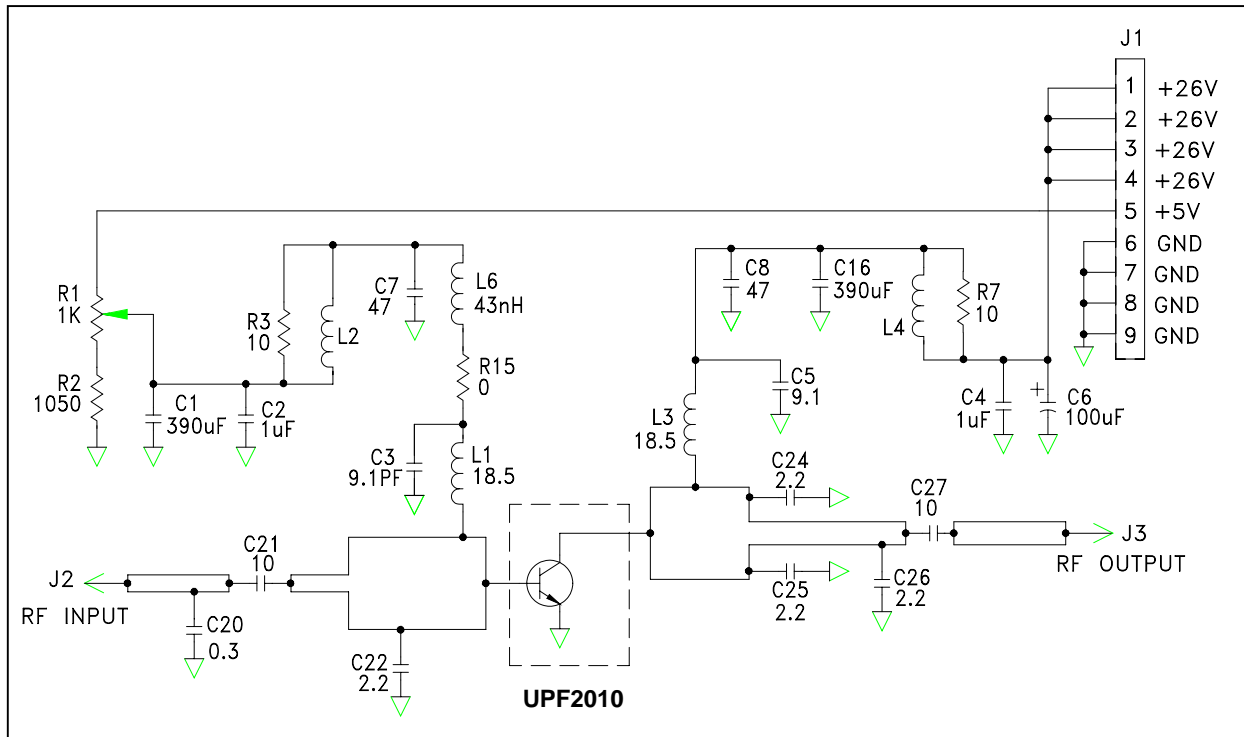 J1
1 +26V
2 +26V
3 +26V
4 +26V
5 +5V
6 GND
7 GND
8 GND
9 GND
R1
1K
R2
1050
C1
390uF
C2
1uF
R3
10
L2
C7
47
L6
43nH
R15
0
C3
9.1PF
L1
18.5
C8
47
C16
390uF
L4
R7
10
C5
9.1
L3
18.5
C4
1uF
+
C6
100uF
C24
2.2
C27
10
J3
RF OUTPUT
C25
2.2
C26
2.2
J2
RF INPUT
C21
10
C20
0.3
C22
2.2
UPF2010